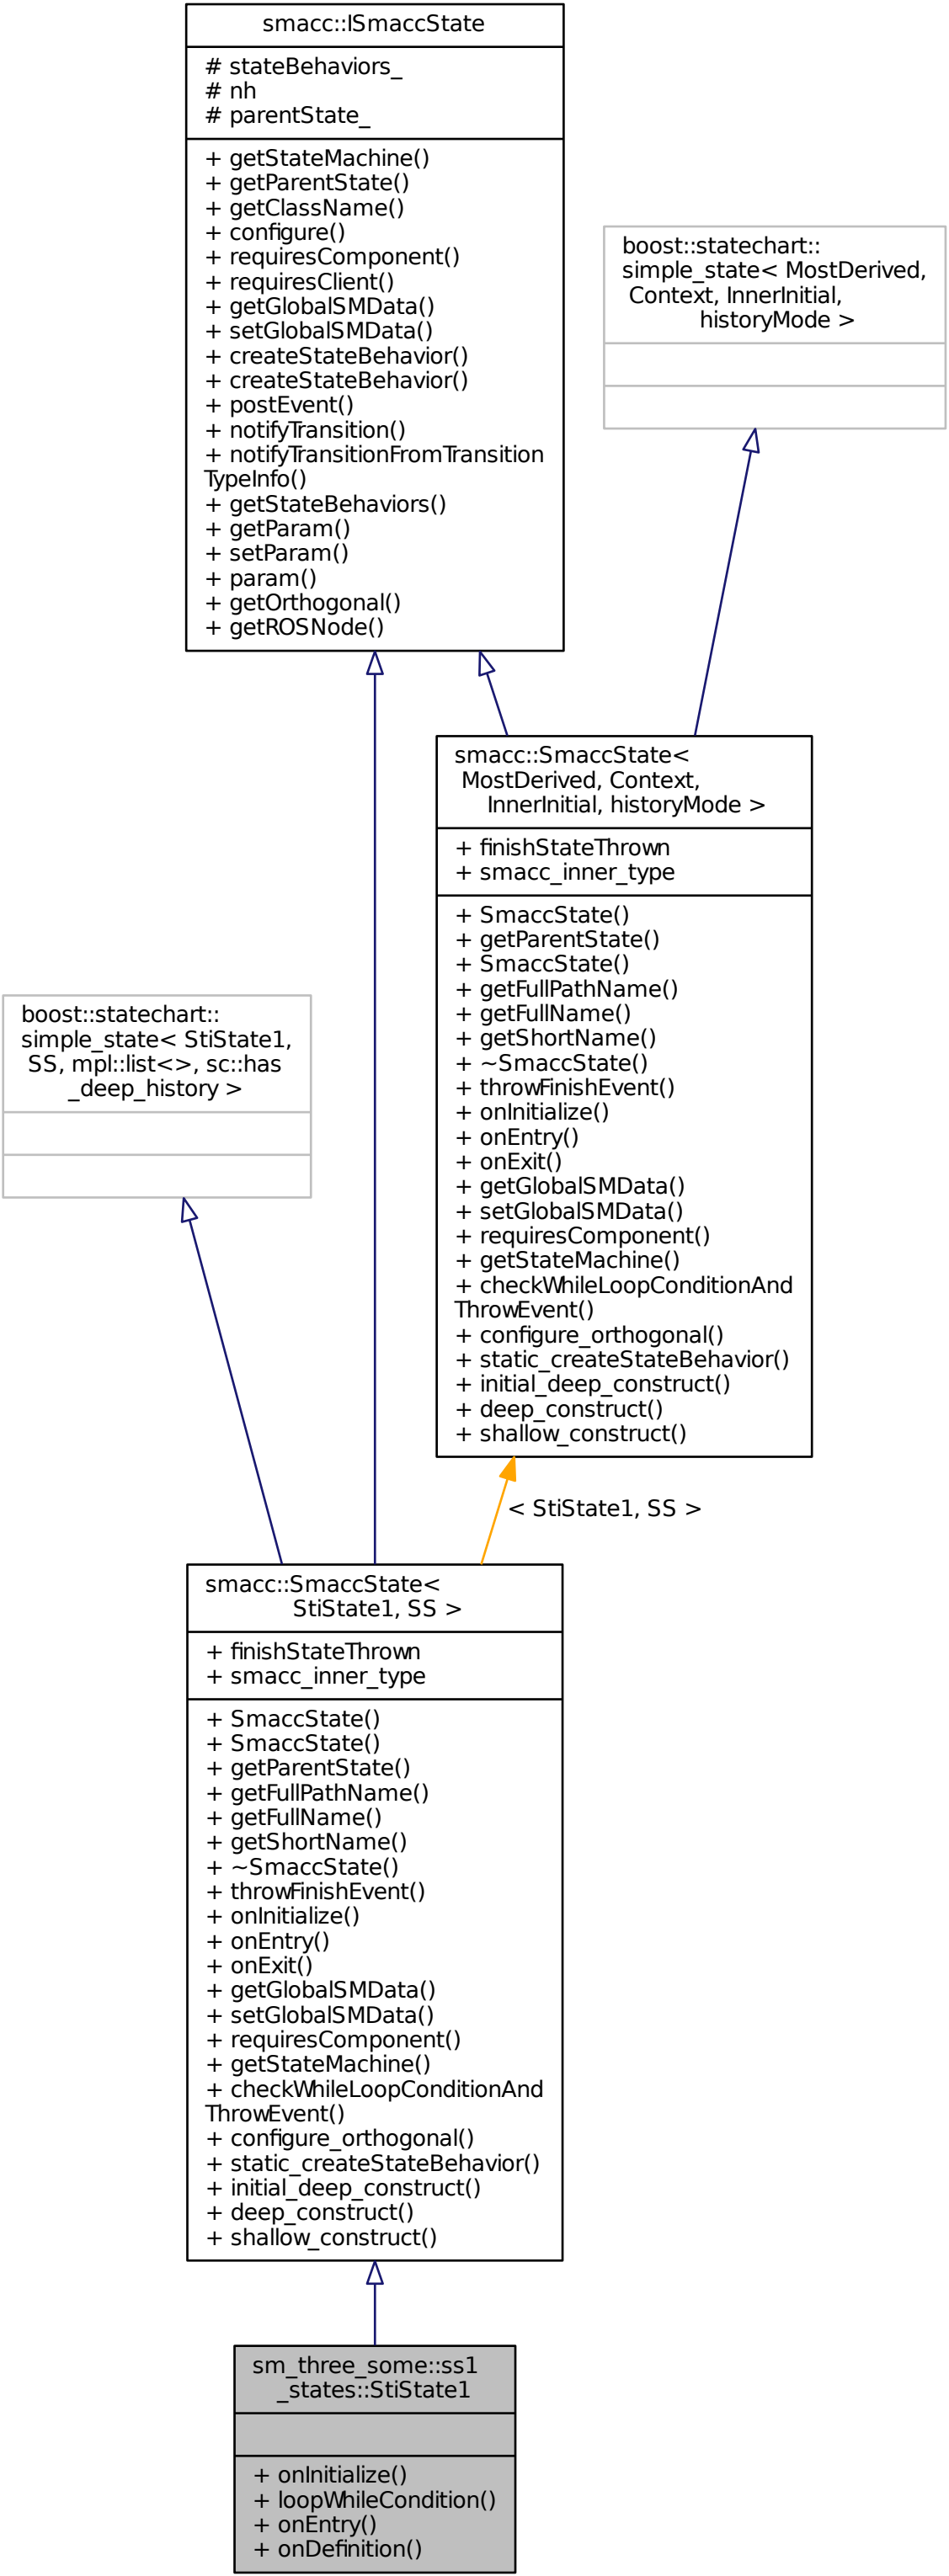 smacc::ISmaccState
# stateBehaviors_
# nh
# parentState_
+ getStateMachine()
+ getParentState()
+ getClassName()
+ configure()
+ requiresComponent()
+ requiresClient()
+ getGlobalSMData()
+ setGlobalSMData()
+ createStateBehavior()
+ createStateBehavior()
+ postEvent()
+ notifyTransition()
+ notifyTransitionFromTransition
TypeInfo()
+ getStateBehaviors()
+ getParam()
+ setParam()
+ param()
+ getOrthogonal()
+ getROSNode()
boost::statechart::
simple_state< MostDerived,
Context, InnerInitial,
historyMode >
smacc::SmaccState<
MostDerived, Context,
InnerInitial, historyMode >
+ finishStateThrown
+ smacc_inner_type
+ SmaccState()
+ getParentState()
+ SmaccState()
+ getFullPathName()
+ getFullName()
+ getShortName()
+ ~SmaccState()
+ throwFinishEvent()
+ onInitialize()
+ onEntry()
+ onExit()
+ getGlobalSMData()
+ setGlobalSMData()
+ requiresComponent()
+ getStateMachine()
+ checkWhileLoopConditionAnd
ThrowEvent()
+ configure_orthogonal()
+ static_createStateBehavior()
+ initial_deep_construct()
+ deep_construct()
+ shallow_construct()
boost::statechart::
simple_state< StiState1,
SS, mpl::list<>, sc::has
_deep_history >
< StiState1, SS >
smacc::SmaccState<
StiState1, SS >
+ finishStateThrown
+ smacc_inner_type
+ SmaccState()
+ SmaccState()
+ getParentState()
+ getFullPathName()
+ getFullName()
+ getShortName()
+ ~SmaccState()
+ throwFinishEvent()
+ onInitialize()
+ onEntry()
+ onExit()
+ getGlobalSMData()
+ setGlobalSMData()
+ requiresComponent()
+ getStateMachine()
+ checkWhileLoopConditionAnd
ThrowEvent()
+ configure_orthogonal()
+ static_createStateBehavior()
+ initial_deep_construct()
+ deep_construct()
+ shallow_construct()
sm_three_some::ss1
_states::StiState1
+ onInitialize()
+ loopWhileCondition()
+ onEntry()
+ onDefinition()